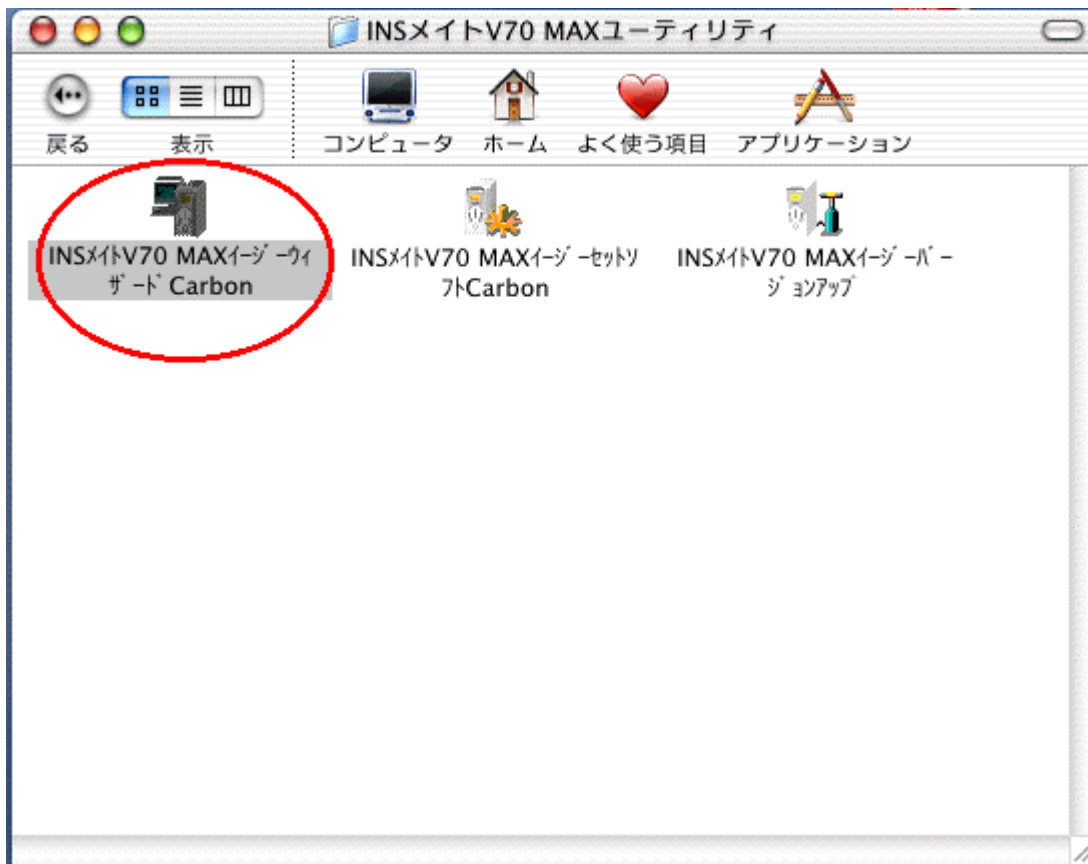 INSメイトV70 MAXユーティリティ
戻る 表示 コンピュータ ホーム よく使う項目 アプリケーション
INSﾒｲﾄV70 MAXｲｰｼﾞｰｳｨ
ｻﾞｰﾄﾞCarbon
INSﾒｲﾄV70 MAXｲｰｼﾞｰｾｯﾄｿ
ﾌﾄCarbon
INSﾒｲﾄV70 MAXｲｰｼﾞｰﾊﾞｰ
ｼﾞｮﾝｱｯﾌﾟ